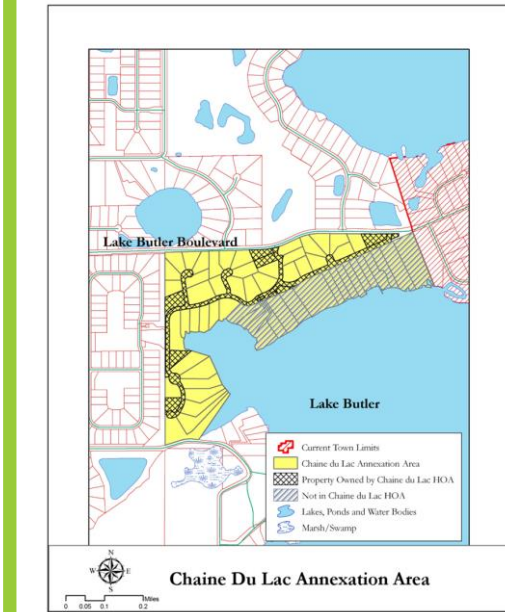 Lake Butler Boulevard
Lake Butler
Current Town Limits
Chaine du Lac Annexation Area
Property Owned by Chaine du Lac HOA
Not in Chaine du Lac HOA
Lakes, Ponds and Water Bodies
Marsh/Swamp
N
W E
S
Miles
0 0.05 0.1 0.2
Chaine Du Lac Annexation Area